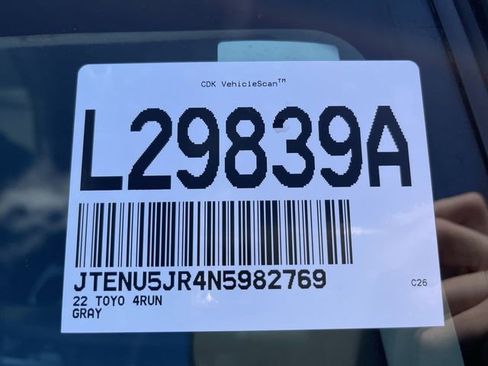 CDK VehicleScan™
L29839A
JTENU5JR4N5982769
22 TOYO 4RUN
GRAY
C26